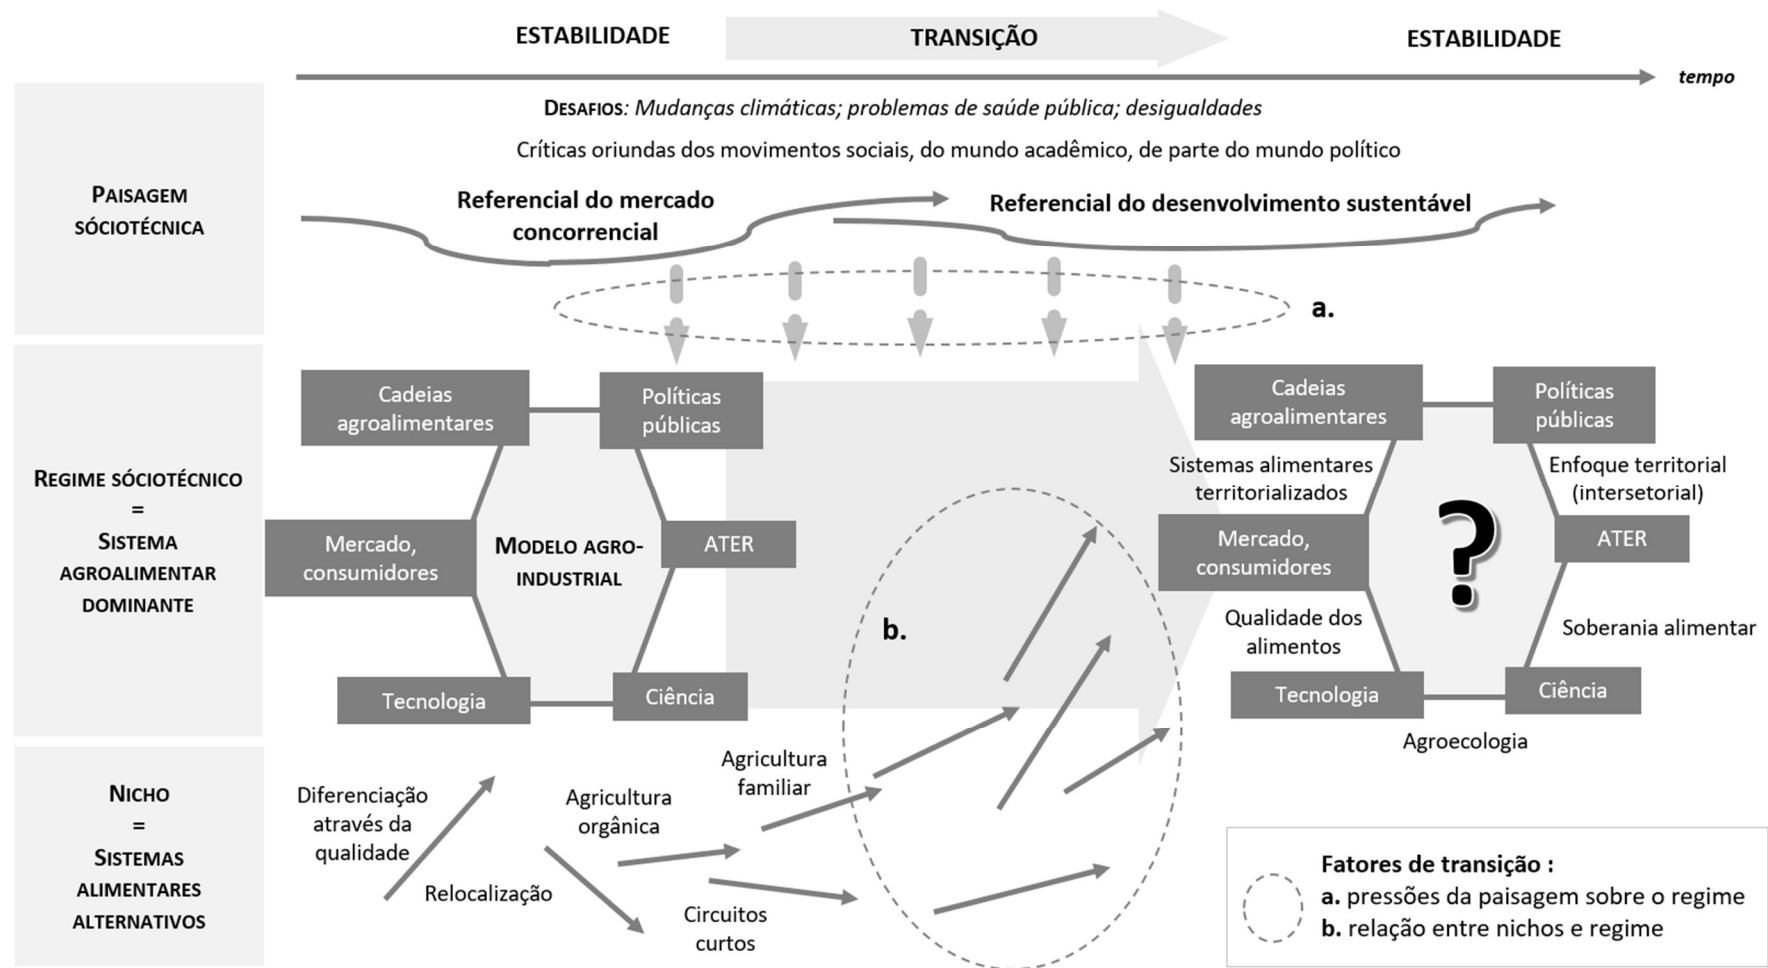 ESTABILIDADE
TRANSIÇÃO
ESTABILIDADE
tempo
DESAFIOS: Mudanças climáticas; problemas de saúde pública; desigualdades
Críticas oriundas dos movimentos sociais, do mundo acadêmico, de parte do mundo político
PAISAGEM
SÓCIOTÉCNICA
Referencial do mercado
concorrencial
Referencial do desenvolvimento sustentável
a.
REGIME SÓCIOTÉCNICO
=
SISTEMA
AGROALIMENTAR
DOMINANTE
Cadeias
agroalimentares
Políticas
públicas
Mercado,
consumidores
MODELO AGRO-
INDUSTRIAL
ATER
Tecnologia
Ciência
b.
Cadeias
agroalimentares
Políticas
públicas
Sistemas alimentares
territorializados
Enfoque territorial
(intersetorial)
Mercado,
consumidores
?
ATER
Qualidade dos
alimentos
Soberania alimentar
Tecnologia
Ciência
Agroecologia
NICHO
=
SISTEMAS
ALIMENTARES
ALTERNATIVOS
Diferenciação
através da
qualidade
Relocalização
Agricultura
orgânica
Agricultura
familiar
Circuitos
curtos
Fatores de transição :
a. pressões da paisagem sobre o regime
b. relação entre nichos e regime